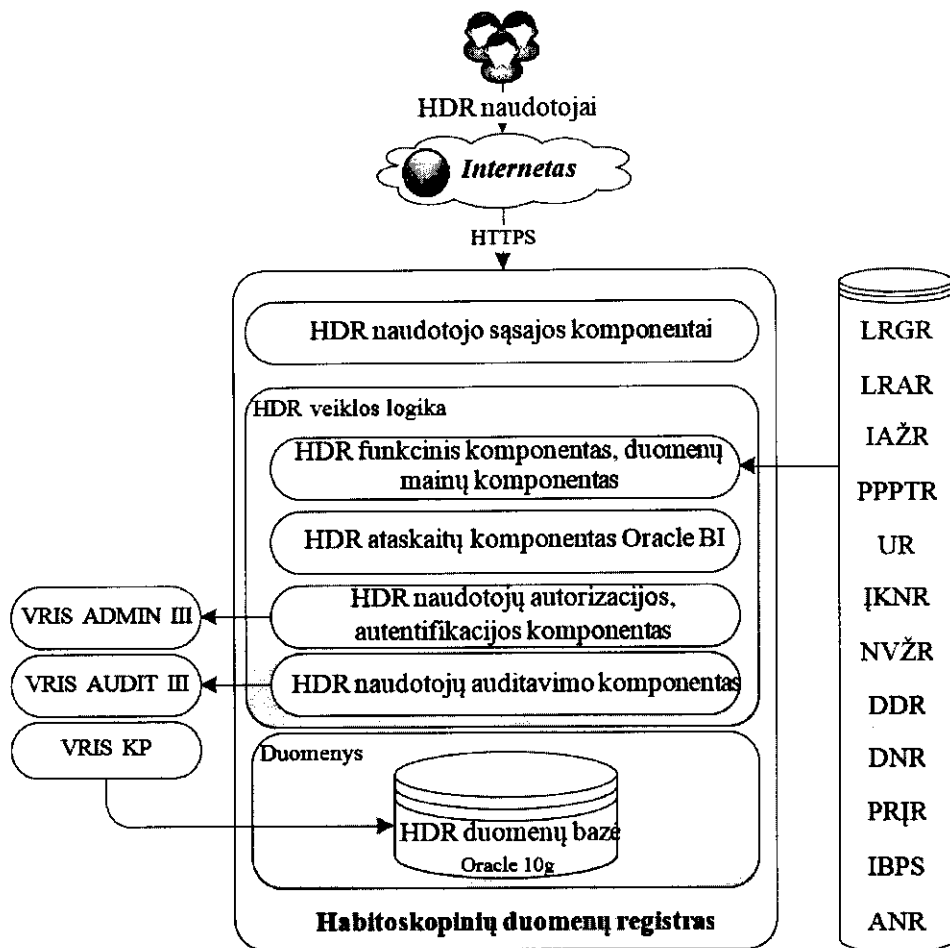 HDR naudotojai
Internetas
HTTPS
HDR naudotojo sąsajos komponentai
HDR veiklos logika
HDR funkcinis komponentas, duomenų
mainų komponentas
HDR ataskaitų komponentas Oracle BI
HDR naudotojų autorizacijos,
autentifikacijos komponentas
HDR naudotojų auditavimo komponentas
VRIS ADMIN III
VRIS AUDIT III
VRIS KP
Duomenys
HDR duomenų bazė
Oracle 10g
Habitoskopinių duomenų registras
LRGR
LRAR
IAŽR
PPPTR
UR
ĮKNR
NVŽR
DDR
DNR
PRĮR
IBPS
ANR